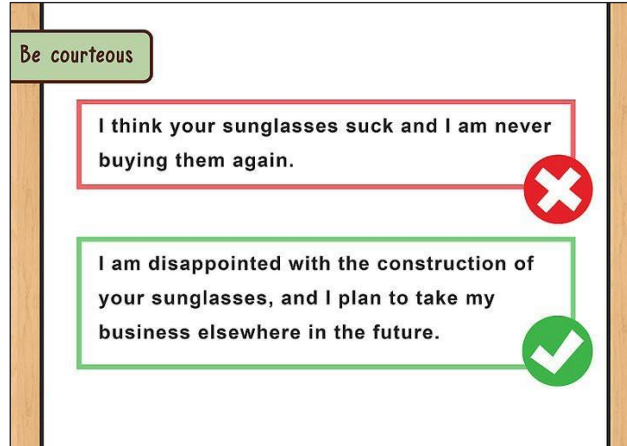 Be courteous
I think your sunglasses suck and I am never
buying them again.
I am disappointed with the construction of
your sunglasses, and I plan to take my
business elsewhere in the future.